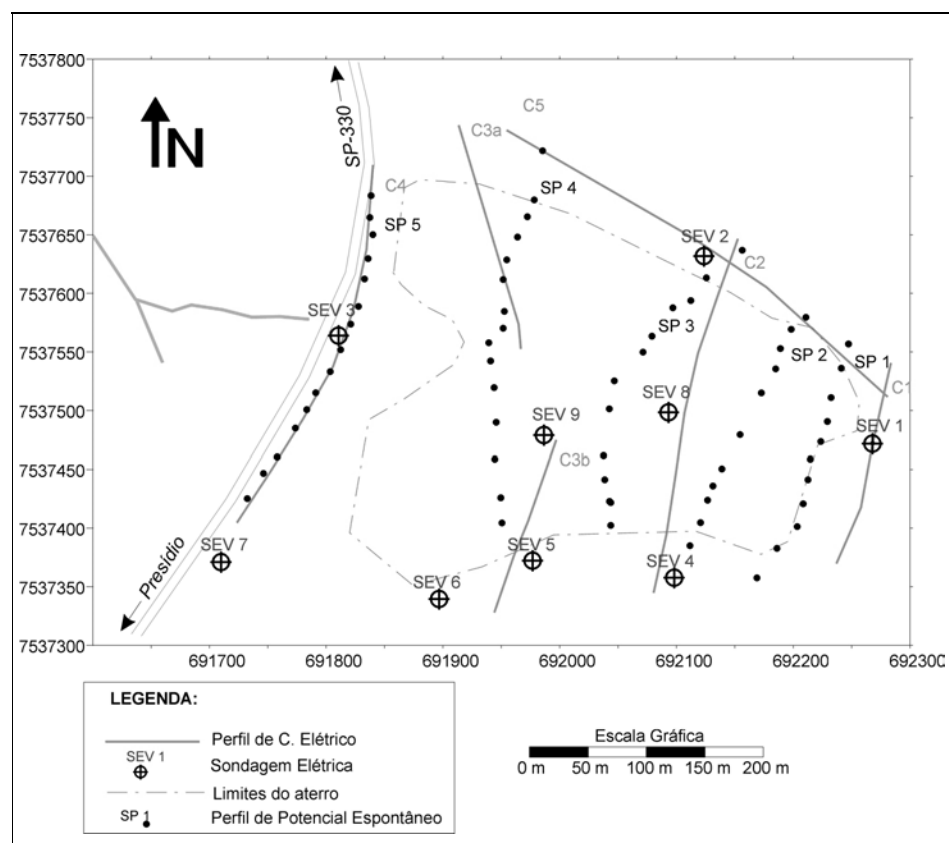 7537800
7537750
7537700
7537650
7537600
7537550
7537500
7537450
7537400
7537350
7537300
N
SP-330
C5
C3a
C4
SP 4
SP 5
SEV 2
C2
SEV 3
SP 3
SP 2
SP 1
C1
SEV 8
SEV 9
SEV 1
C3b
SEV 7
SEV 5
SEV 4
SEV 6
Presídio
691700
691800
691900
692000
692100
692200
692300
LEGENDA:
Perfil de C. Elétrico
SEV 1
Sondagem Elétrica
Limites do aterro
SP 1
Perfil de Potencial Espontâneo
Escala Gráfica
0 m 50 m 100 m 150 m 200 m